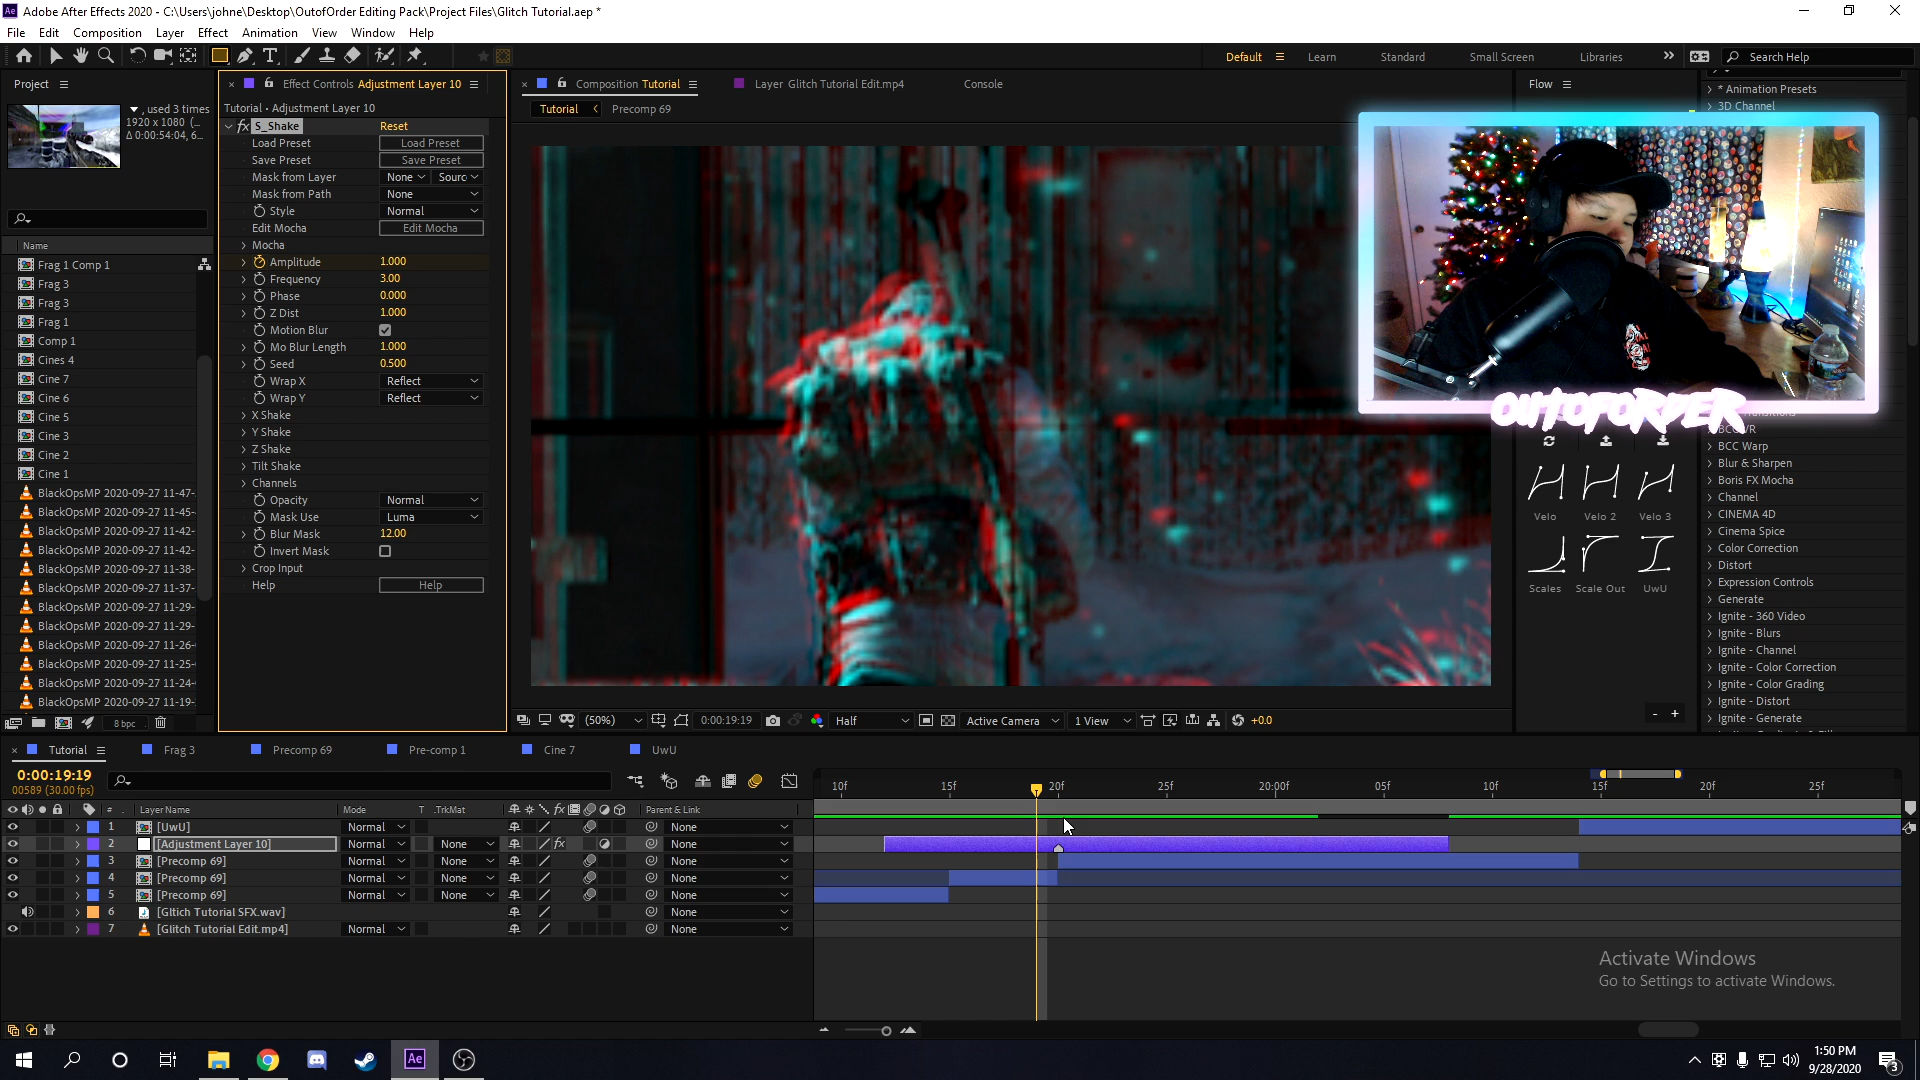 Adobe After Effects 2020 - C:\Users\johne\Desktop\OutofOrder Editing Pack\Project Files\Glitch Tutorial.aep *
File Edit Composition Layer Effect Animation View Window Help
Default Learn Standard Small Screen Libraries Search Help
Project
, used 3 times
1920 x 1080 (...
Δ 0:00:54:04, 6...
Name
Frag 1 Comp 1
Frag 3
Frag 3
Frag 1
Comp 1
Cines 4
Cine 7
Cine 6
Cine 5
Cine 3
Cine 2
Cine 1
BlackOpsMP 2020-09-27 11-47-
BlackOpsMP 2020-09-27 11-45-
BlackOpsMP 2020-09-27 11-42-
BlackOpsMP 2020-09-27 11-42-
BlackOpsMP 2020-09-27 11-38-
BlackOpsMP 2020-09-27 11-37-
BlackOpsMP 2020-09-27 11-29-
BlackOpsMP 2020-09-27 11-29-
BlackOpsMP 2020-09-27 11-26-
BlackOpsMP 2020-09-27 11-25-
BlackOpsMP 2020-09-27 11-24-
BlackOpsMP 2020-09-27 11-19-
8 bpc
Effect Controls Adjustment Layer 10
Tutorial • Adjustment Layer 10
fx S_Shake Reset
Load Preset Load Preset
Save Preset Save Preset
Mask from Layer None Sourc
Mask from Path None
Style Normal
Edit Mocha Edit Mocha
Mocha
Amplitude 1.000
Frequency 3.00
Phase 0.000
Z Dist 1.000
Motion Blur
Mo Blur Length 1.000
Seed 0.500
Wrap X Reflect
Wrap Y Reflect
X Shake
Y Shake
Z Shake
Tilt Shake
Channels
Opacity Normal
Mask Use Luma
Blur Mask 12.00
Invert Mask
Crop Input
Help Help
Composition Tutorial Layer Glitch Tutorial Edit.mp4 Console
Tutorial Precomp 69
OUTOFORDER
(50%) 0:00:19:19 Half Active Camera 1 View +0.0
Flow
Velo Velo 2 Velo 3
Scales Scale Out UwU
- +
* Animation Presets
3D Channel
BCC VR
BCC Warp
Blur & Sharpen
Boris FX Mocha
Channel
CINEMA 4D
Cinema Spice
Color Correction
Distort
Expression Controls
Generate
Ignite - 360 Video
Ignite - Blurs
Ignite - Channel
Ignite - Color Correction
Ignite - Color Grading
Ignite - Distort
Ignite - Generate
Tutorial Frag 3 Precomp 69 Pre-comp 1 Cine 7 UwU
0:00:19:19
00589 (30.00 fps)
10f 15f 20f 25f 20:00f 05f 10f 15f 20f 25f
# Layer Name Mode T .TrkMat fx Parent & Link
1 [UwU] Normal None
2 [Adjustment Layer 10] Normal None fx None
3 [Precomp 69] Normal None None
4 [Precomp 69] Normal None None
5 [Precomp 69] Normal None None
6 [Gltich Tutorial SFX.wav] None
7 [Glitch Tutorial Edit.mp4] Normal None
Activate Windows
Go to Settings to activate Windows.
Ae
1:50 PM
9/28/2020
3